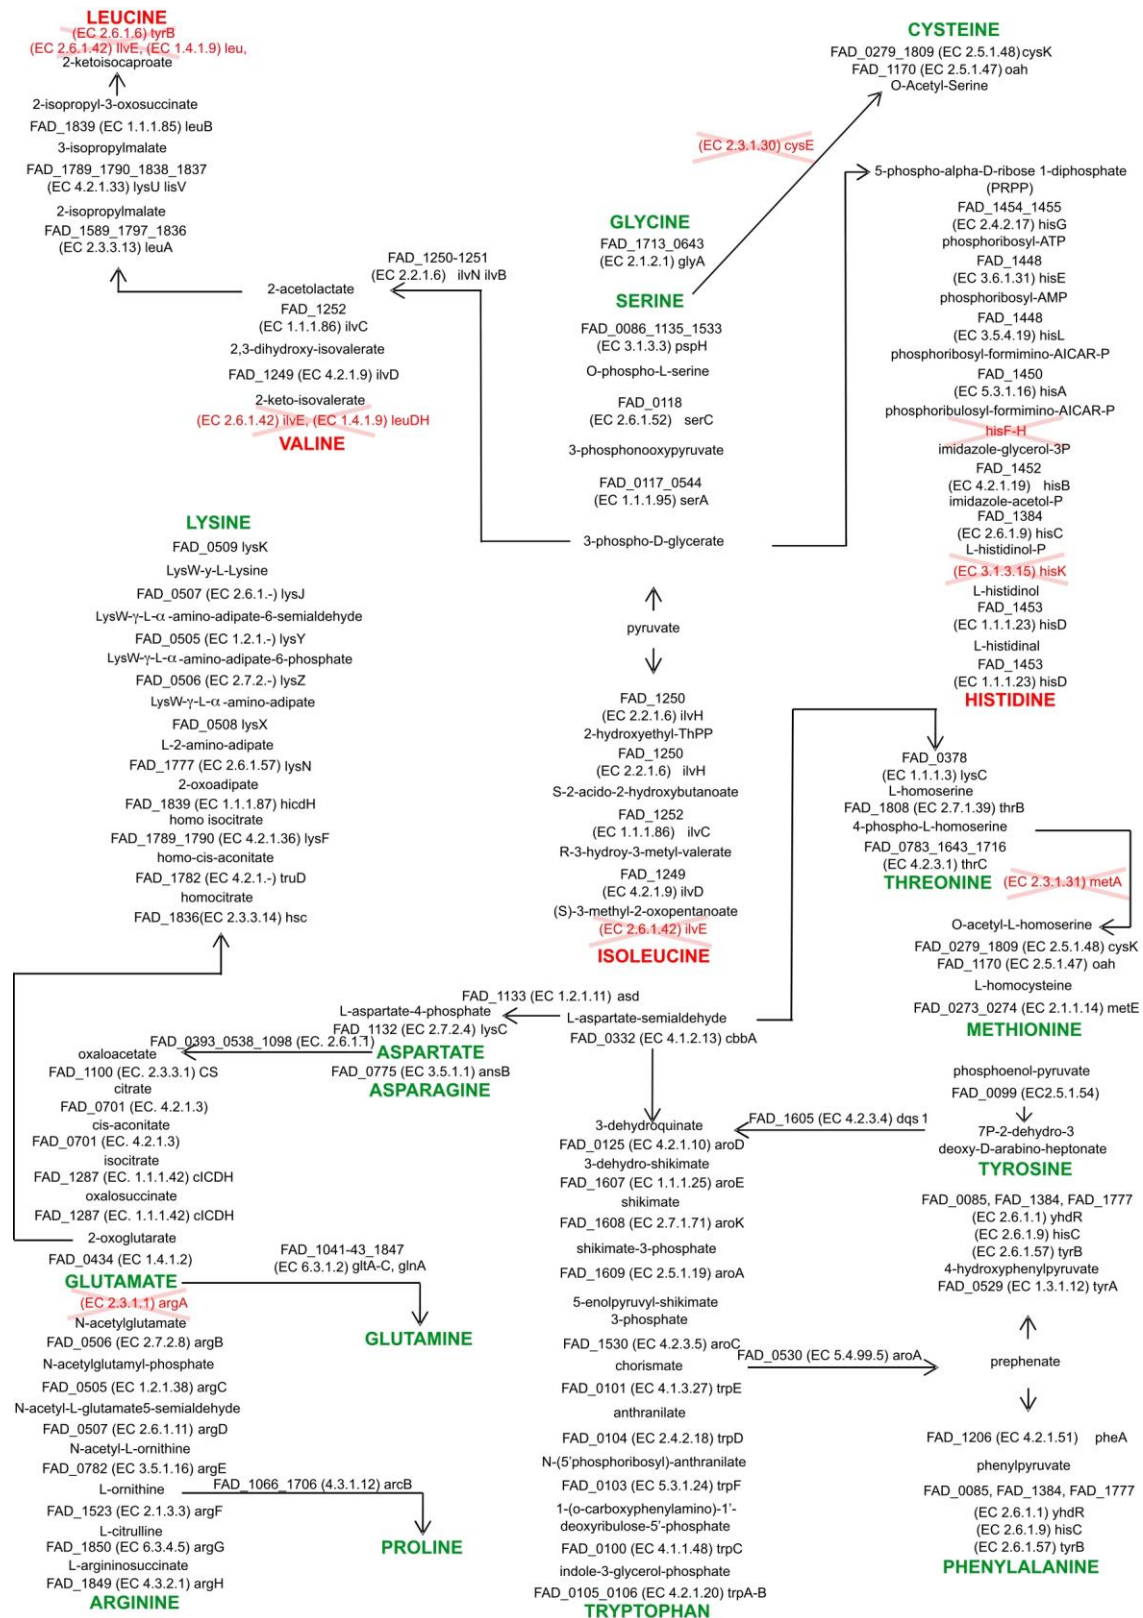 LEUCINE
(EC 2.6.1.6) tyrB
(EC 2.6.1.42) IlvE, (EC 1.4.1.9) leu,
2-ketoisocaproate
2-isopropyl-3-oxosuccinate
FAD_1839 (EC 1.1.1.85) leuB
3-isopropylmalate
FAD_1789_1790_1838_1837
(EC 4.2.1.33) lysU lisV
2-isopropylmalate
FAD_1589_1797_1836
(EC 2.3.3.13) leuA
2-acetolactate
FAD_1252
(EC 1.1.1.86) ilvC
2,3-dihydroxy-isovalerate
FAD_1249 (EC 4.2.1.9) ilvD
2-keto-isovalerate
(EC 2.6.1.42) ilvE, (EC 1.4.1.9) leuDH
VALINE
FAD_1250-1251
(EC 2.2.1.6) ilvN ilvB
GLYCINE
FAD_1713_0643
(EC 2.1.2.1) glyA
SERINE
FAD_0086_1135_1533
(EC 3.1.3.3) pspH
O-phospho-L-serine
FAD_0118
(EC 2.6.1.52) serC
3-phosphonooxypyruvate
FAD_0117_0544
(EC 1.1.1.95) serA
3-phospho-D-glycerate
pyruvate
CYSTEINE
FAD_0279_1809 (EC 2.5.1.48) cysK
FAD_1170 (EC 2.5.1.47) oah
O-Acetyl-Serine
(EC 2.3.1.30) cysE
5-phospho-alpha-D-ribose 1-diphosphate
(PRPP)
FAD_1454_1455
(EC 2.4.2.17) hisG
phosphoribosyl-ATP
FAD_1448
(EC 3.6.1.31) hisE
phosphoribosyl-AMP
FAD_1448
(EC 3.5.4.19) hisL
phosphoribosyl-formimino-AICAR-P
FAD_1450
(EC 5.3.1.16) hisA
phosphoribulosyl-formimino-AICAR-P
hisF-H
imidazole-glycerol-3P
FAD_1452
(EC 4.2.1.19) hisB
imidazole-acetol-P
FAD_1384
(EC 2.6.1.9) hisC
L-histidinol-P
(EC 3.1.3.15) hisK
L-histidinol
FAD_1453
(EC 1.1.1.23) hisD
L-histidinal
FAD_1453
(EC 1.1.1.23) hisD
HISTIDINE
LYSINE
FAD_0509 lysK
LysW-y-L-Lysine
FAD_0507 (EC 2.6.1.-) lysJ
LysW-γ-L-α -amino-adipate-6-semialdehyde
FAD_0505 (EC 1.2.1.-) lysY
LysW-γ-L-α -amino-adipate-6-phosphate
FAD_0506 (EC 2.7.2.-) lysZ
LysW-γ-L-α -amino-adipate
FAD_0508 lysX
L-2-amino-adipate
FAD_1777 (EC 2.6.1.57) lysN
2-oxoadipate
FAD_1839 (EC 1.1.1.87) hicdH
homo isocitrate
FAD_1789_1790 (EC 4.2.1.36) lysF
homo-cis-aconitate
FAD_1782 (EC 4.2.1.-) truD
homocitrate
FAD_1836(EC 2.3.3.14) hsc
FAD_1250
(EC 2.2.1.6) ilvH
2-hydroxyethyl-ThPP
FAD_1250
(EC 2.2.1.6) ilvH
S-2-acido-2-hydroxybutanoate
FAD_1252
(EC 1.1.1.86) ilvC
R-3-hydroy-3-metyl-valerate
FAD_1249
(EC 4.2.1.9) ilvD
(S)-3-methyl-2-oxopentanoate
(EC 2.6.1.42) ilvE
ISOLEUCINE
FAD_0378
(EC 1.1.1.3) lysC
L-homoserine
FAD_1808 (EC 2.7.1.39) thrB
4-phospho-L-homoserine
FAD_0783_1643_1716
(EC 4.2.3.1) thrC
THREONINE
(EC 2.3.1.31) metA
O-acetyl-L-homoserine
FAD_0279_1809 (EC 2.5.1.48) cysK
FAD_1170 (EC 2.5.1.47) oah
L-homocysteine
FAD_0273_0274 (EC 2.1.1.14) metE
METHIONINE
FAD_1133 (EC 1.2.1.11) asd
L-aspartate-4-phosphate
FAD_1132 (EC 2.7.2.4) lysC
L-aspartate-semialdehyde
FAD_0332 (EC 4.1.2.13) cbbA
FAD_0393_0538_1098 (EC. 2.6.1.1)
ASPARTATE
FAD_0775 (EC 3.5.1.1) ansB
ASPARAGINE
oxaloacetate
FAD_1100 (EC. 2.3.3.1) CS
citrate
FAD_0701 (EC. 4.2.1.3)
cis-aconitate
FAD_0701 (EC. 4.2.1.3)
isocitrate
FAD_1287 (EC. 1.1.1.42) cICDH
oxalosuccinate
FAD_1287 (EC. 1.1.1.42) cICDH
2-oxoglutarate
FAD_0434 (EC 1.4.1.2)
GLUTAMATE
FAD_1041-43_1847
(EC 6.3.1.2) gltA-C, glnA
GLUTAMINE
(EC 2.3.1.1) argA
N-acetylglutamate
FAD_0506 (EC 2.7.2.8) argB
N-acetylglutamyl-phosphate
FAD_0505 (EC 1.2.1.38) argC
N-acetyl-L-glutamate5-semialdehyde
FAD_0507 (EC 2.6.1.11) argD
N-acetyl-L-ornithine
FAD_0782 (EC 3.5.1.16) argE
L-ornithine
FAD_1066_1706 (4.3.1.12) arcB
PROLINE
FAD_1523 (EC 2.1.3.3) argF
L-citrulline
FAD_1850 (EC 6.3.4.5) argG
L-argininosuccinate
FAD_1849 (EC 4.3.2.1) argH
ARGININE
3-dehydroquinate
FAD_0125 (EC 4.2.1.10) aroD
3-dehydro-shikimate
FAD_1607 (EC 1.1.1.25) aroE
shikimate
FAD_1608 (EC 2.7.1.71) aroK
shikimate-3-phosphate
FAD_1609 (EC 2.5.1.19) aroA
5-enolpyruvyl-shikimate
3-phosphate
FAD_1530 (EC 4.2.3.5) aroC
chorismate
FAD_0101 (EC 4.1.3.27) trpE
anthranilate
FAD_0104 (EC 2.4.2.18) trpD
N-(5'phosphoribosyl)-anthranilate
FAD_0103 (EC 5.3.1.24) trpF
1-(o-carboxyphenylamino)-1'-
deoxyribulose-5'-phosphate
FAD_0100 (EC 4.1.1.48) trpC
indole-3-glycerol-phosphate
FAD_0105_0106 (EC 4.2.1.20) trpA-B
TRYPTOPHAN
phosphoenol-pyruvate
FAD_0099 (EC2.5.1.54)
7P-2-dehydro-3
deoxy-D-arabino-heptonate
FAD_1605 (EC 4.2.3.4) dqs 1
TYROSINE
FAD_0085, FAD_1384, FAD_1777
(EC 2.6.1.1) yhdR
(EC 2.6.1.9) hisC
(EC 2.6.1.57) tyrB
4-hydroxyphenylpyruvate
FAD_0529 (EC 1.3.1.12) tyrA
FAD_0530 (EC 5.4.99.5) aroA
prephenate
FAD_1206 (EC 4.2.1.51) pheA
phenylpyruvate
FAD_0085, FAD_1384, FAD_1777
(EC 2.6.1.1) yhdR
(EC 2.6.1.9) hisC
(EC 2.6.1.57) tyrB
PHENYLALANINE